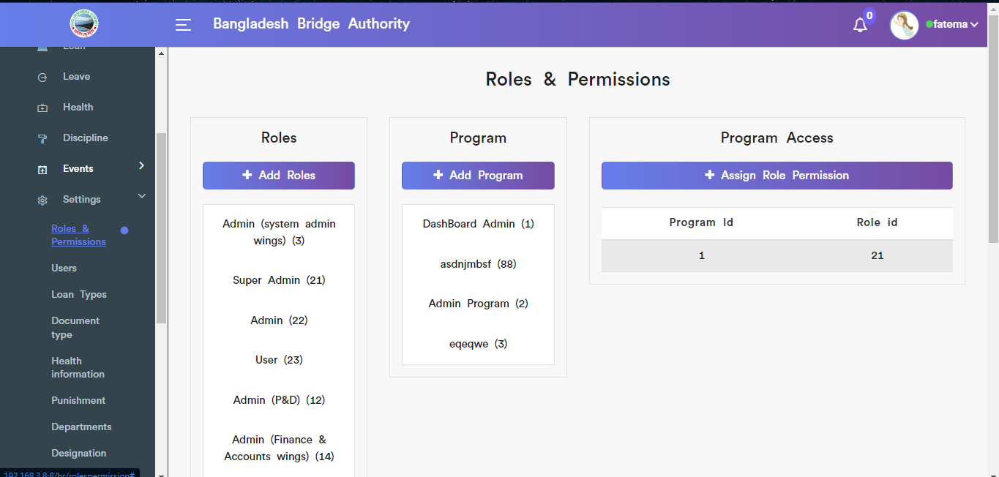 Bangladesh Bridge Authority
0
fatema
Loan
Leave
Health
Discipline
Events
Settings
Roles &
Permissions
Users
Loan Types
Document
type
Health
information
Punishment
Departments
Designation
192.168.3.8:8/hr/rolespermission#
Roles & Permissions
Roles
Add Roles
Admin (system admin
wings) (3)
Super Admin (21)
Admin (22)
User (23)
Admin (P&D) (12)
Admin (Finance &
Accounts wings) (14)
Program
Add Program
DashBoard Admin (1)
asdnjmbsf (88)
Admin Program (2)
eqeqwe (3)
Program Access
Assign Role Permission
Program Id Role id
1 21